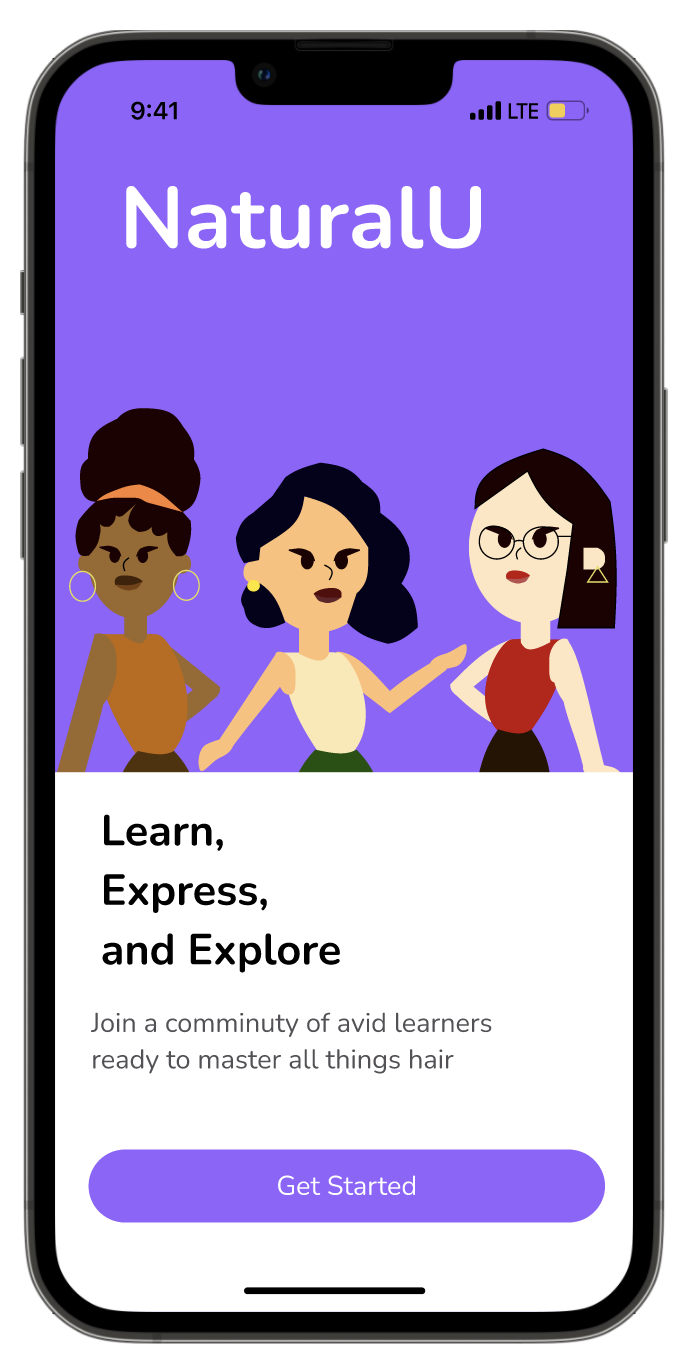 9:41 LTE
NaturalU
Learn,
Express,
and Explore
Join a comminuty of avid learners
ready to master all things hair
Get Started